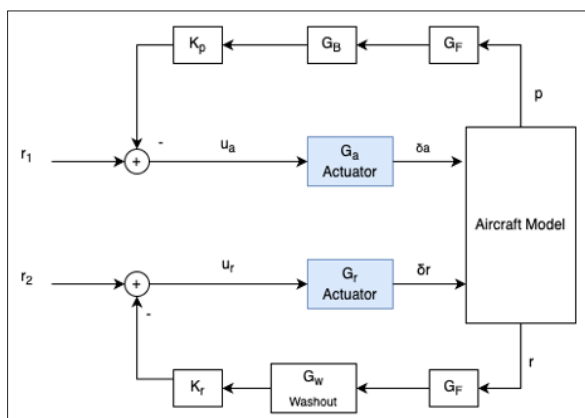 Kp
GB
GF
p
-
r1
+
ua
Ga
Actuator
δa
Aircraft Model
r2
+
ur
Gr
Actuator
δr
-
r
Kr
Gw
Washout
GF